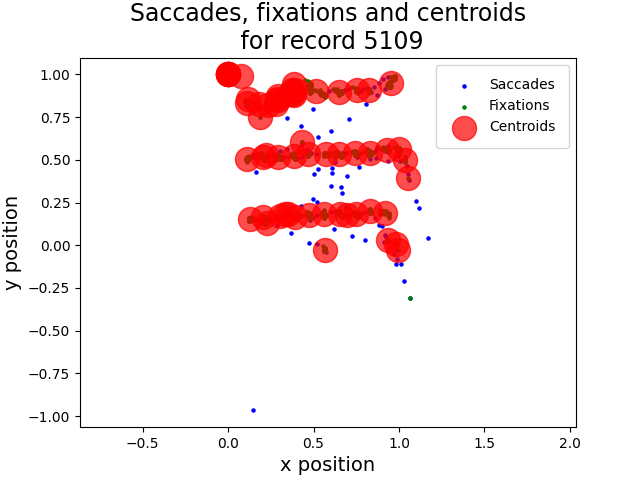 Saccades, fixations and centroids
for record 5109
Saccades
Fixations
Centroids
1.00
0.75
0.50
0.25
0.00
−0.25
−0.50
−0.75
−1.00
y position
−0.5
0.0
0.5
1.0
1.5
2.0
x position